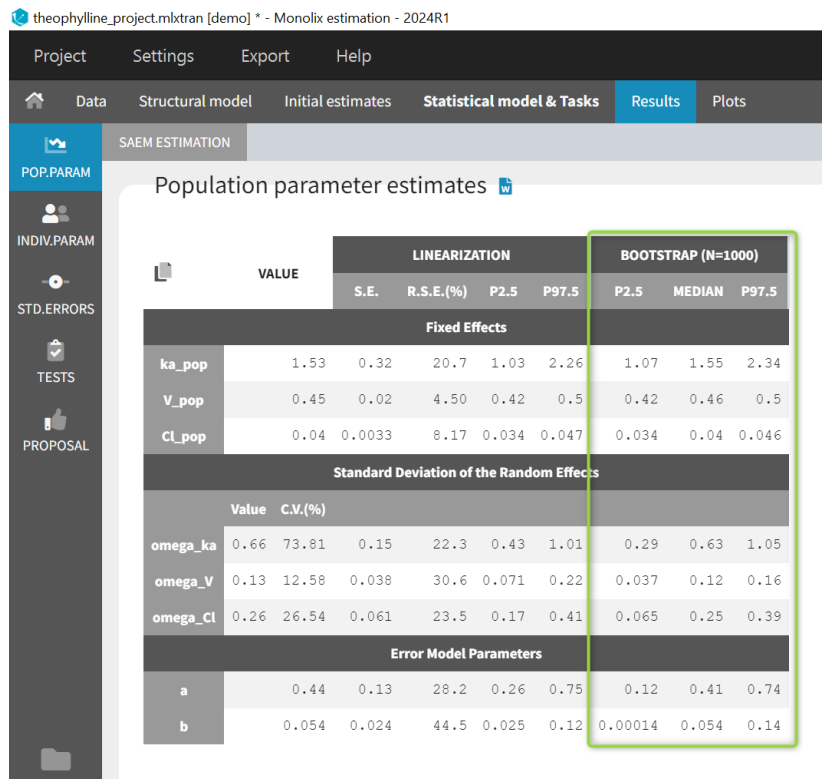 theophylline_project.mlxtran [demo] * - Monolix estimation - 2024R1
Project Settings Export Help
Data Structural model Initial estimates Statistical model & Tasks Results Plots
POP.PARAM
INDIV.PARAM
STD.ERRORS
TESTS
PROPOSAL
SAEM ESTIMATION
Population parameter estimates w
VALUE LINEARIZATION BOOTSTRAP (N=1000)
S.E. R.S.E.(%) P2.5 P97.5 P2.5 MEDIAN P97.5
Fixed Effects
ka_pop 1.53 0.32 20.7 1.03 2.26 1.07 1.55 2.34
V_pop 0.45 0.02 4.50 0.42 0.5 0.42 0.46 0.5
Cl_pop 0.04 0.0033 8.17 0.034 0.047 0.034 0.04 0.046
Standard Deviation of the Random Effects
Value C.V.(%)
omega_ka 0.66 73.81 0.15 22.3 0.43 1.01 0.29 0.63 1.05
omega_V 0.13 12.58 0.038 30.6 0.071 0.22 0.037 0.12 0.16
omega_Cl 0.26 26.54 0.061 23.5 0.17 0.41 0.065 0.25 0.39
Error Model Parameters
a 0.44 0.13 28.2 0.26 0.75 0.12 0.41 0.74
b 0.054 0.024 44.5 0.025 0.12 0.00014 0.054 0.14